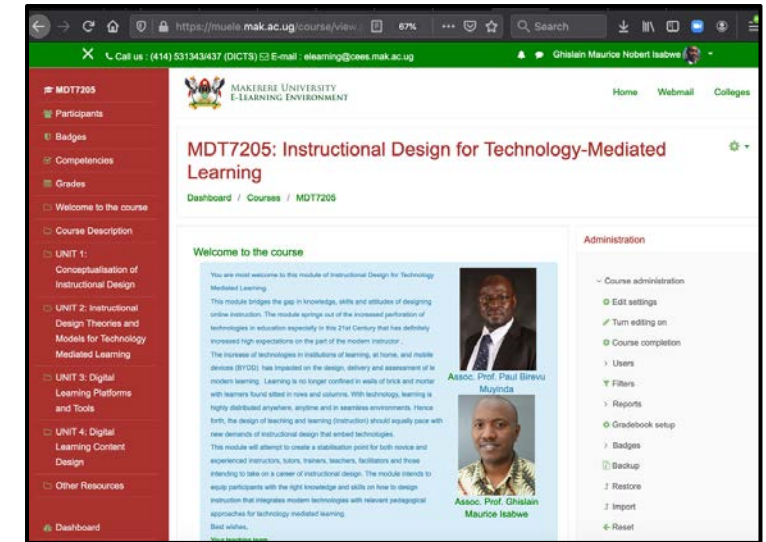 https://muele.mak.ac.ug/course/view.
67%
Search
Call us : (414) 531343/437 (DICTS) E-mail : elearning@cees.mak.ac.ug
Ghislain Maurice Nobert Isabwe
MDT7205
Participants
Badges
Competencies
Grades
Welcome to the course
Course Description
UNIT 1:
Conceptualisation of
Instructional Design
UNIT 2: Instructional
Design Theories and
Models for Technology
Mediated Learning
UNIT 3: Digital
Learning Platforms
and Tools
UNIT 4: Digital
Learning Content
Design
Other Resources
Dashboard
MAKERERE UNIVERSITY
E-LEARNING ENVIRONMENT
Home Webmail Colleges
MDT7205: Instructional Design for Technology-Mediated
Learning
Dashboard / Courses / MDT7205
Welcome to the course
You are most welcome to this module of Instructional Design for Technology
Mediated Learning.
This module bridges the gap in knowledge, skills and attitudes of designing
online instruction. The module springs out of the increased perforation of
technologies in education especially in this 21st Century that has definitely
increased high expectations on the part of the modern instructor .
The increase of technologies in institutions of learning, at home, and mobile
devices (BYOD) has impacted on the design, delivery and assessment of le
modern learning. Learning is no longer confined in walls of brick and mortar
with learners found sitted in rows and columns. With technology, learning is
highly distributed anywhere, anytime and in seamless environments. Hence
forth, the design of teaching and learning (instruction) should equally pace with
new demands of instructional design that embed technologies.
This module will attempt to create a stabilisation point for both novice and
experienced instructors, tutors, trainers, teachers, facilitators and those
intending to take on a career of instructional design. The module intends to
equip participants with the right knowledge and skills on how to design
instruction that integrates modern technologies with relevant pedagogical
approaches for technology mediated learning.
Best wishes,
Your teaching team
Assoc. Prof. Paul Birevu
Muyinda
Assoc. Prof. Ghislain
Maurice Isabwe
Administration
Course administration
Edit settings
Turn editing on
Course completion
Users
Filters
Reports
Gradebook setup
Badges
Backup
Restore
Import
Reset